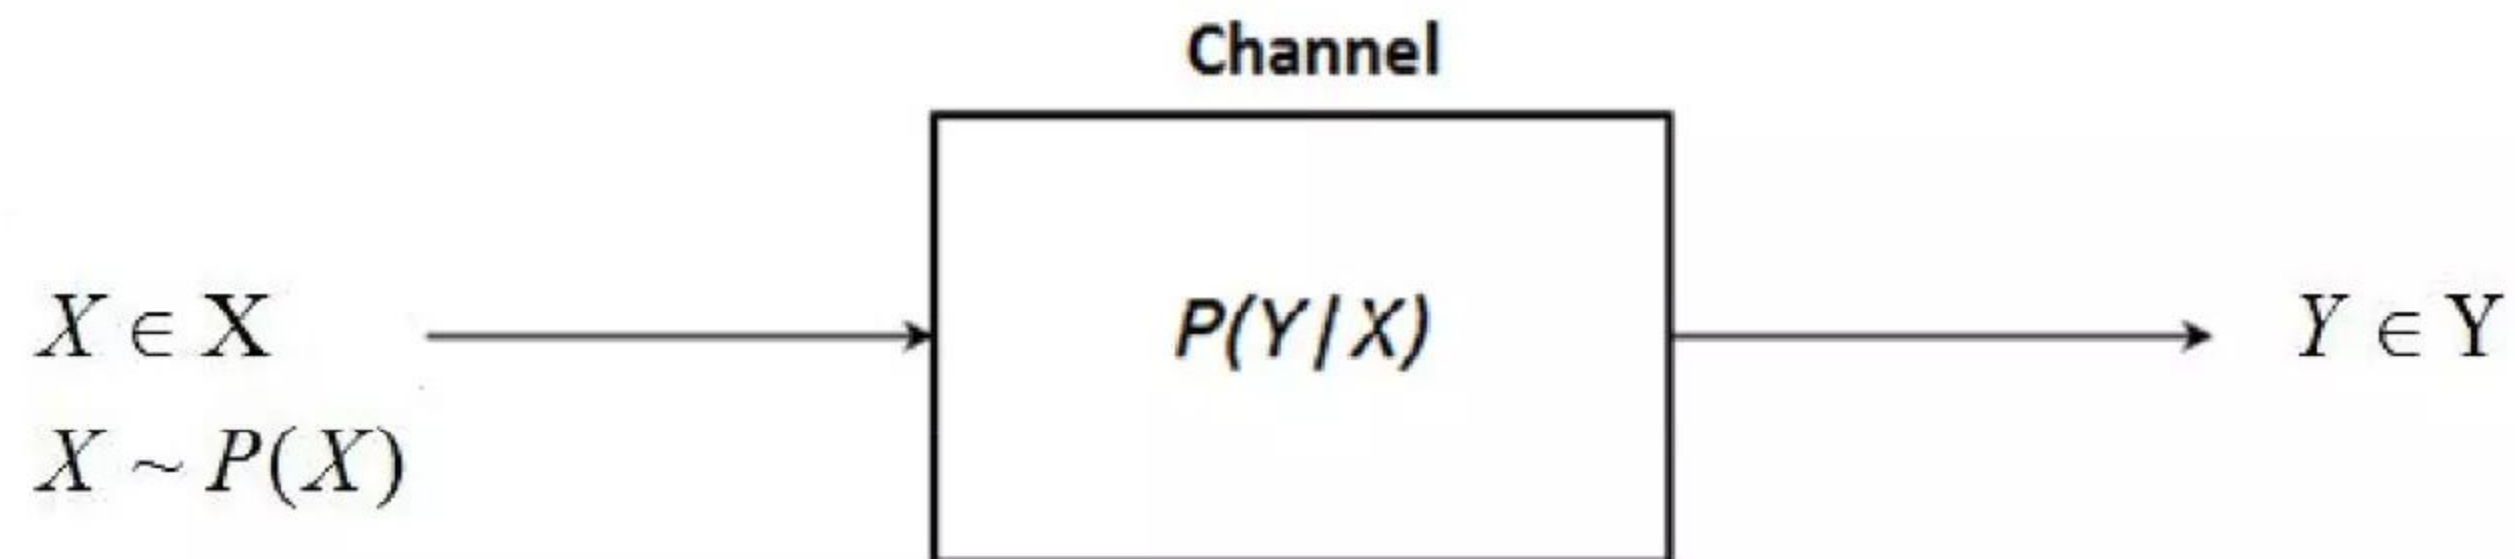 Channel
X ∈ X
P(Y|X)
Y ∈ Y
X ~ P(X)